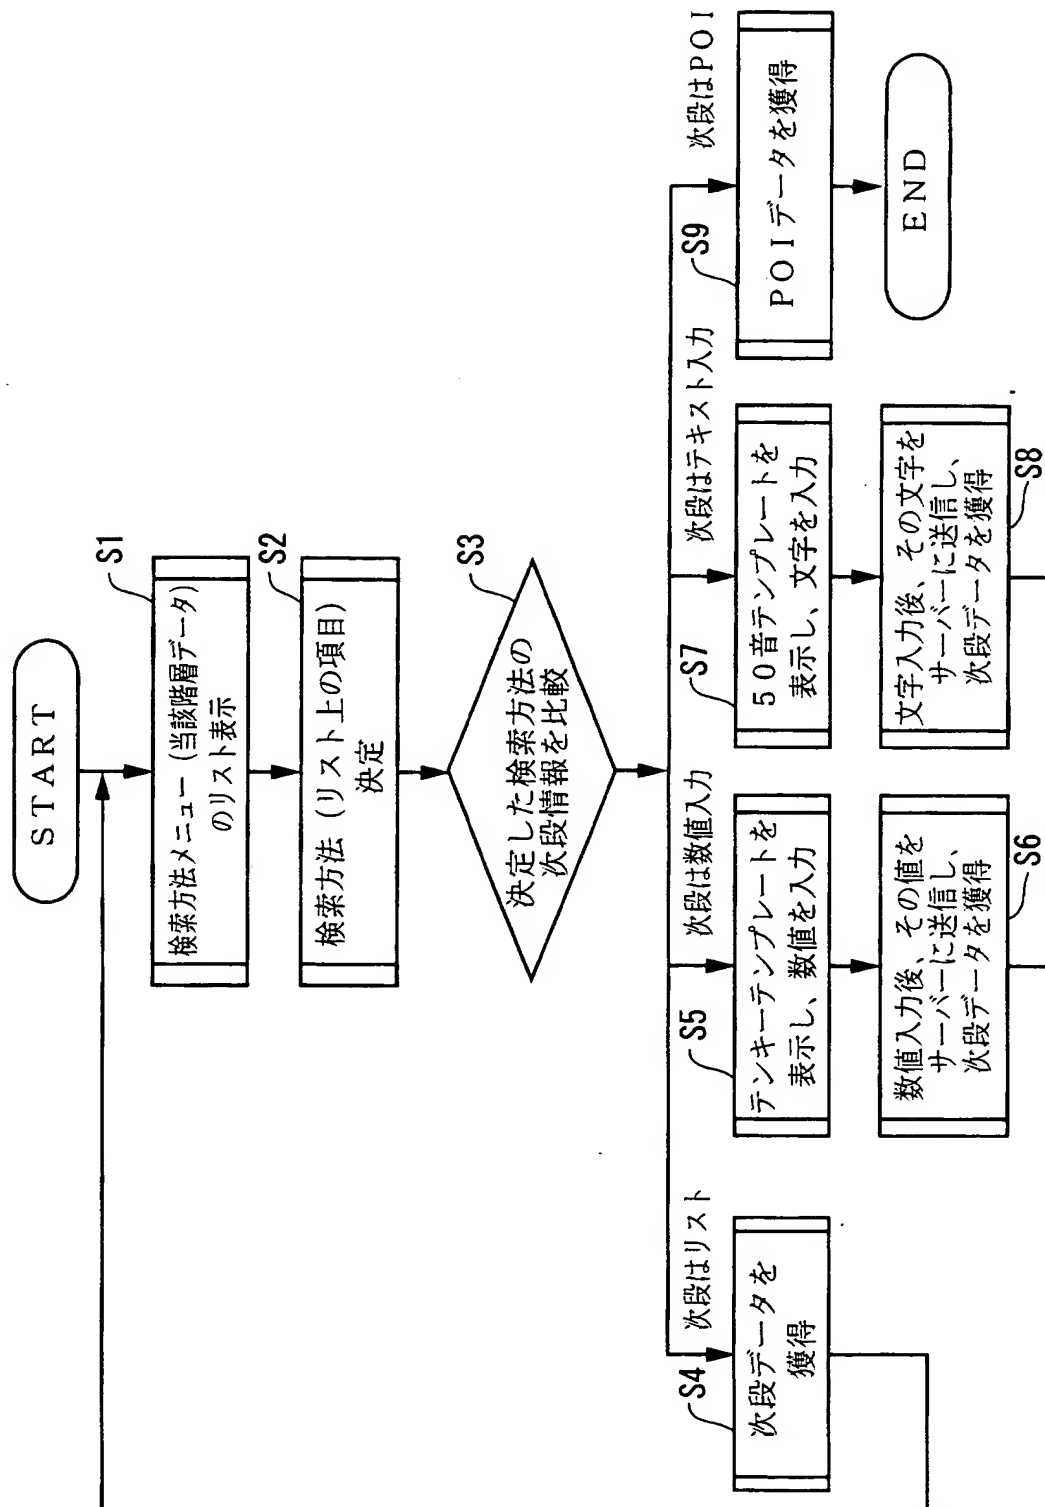 ＳＴＡＲＴ
S1
検索方法メニュー（当該階層データ）
のリスト表示
S2
検索方法（リスト上の項目）
決定
S3
決定した検索方法の
次段情報を比較
次段はリスト
S4
次段データを
獲得
次段は数値入力
S5
テンキーテンプレートを
表示し、数値を入力
数値入力後、その値を
サーバーに送信し、
次段データを獲得
S6
次段はテキスト入力
S7
５０音テンプレートを
表示し、文字を入力
文字入力後、その文字を
サーバーに送信し、
次段データを獲得
S8
次段はＰＯＩ
S9
ＰＯＩデータを獲得
ＥＮＤ